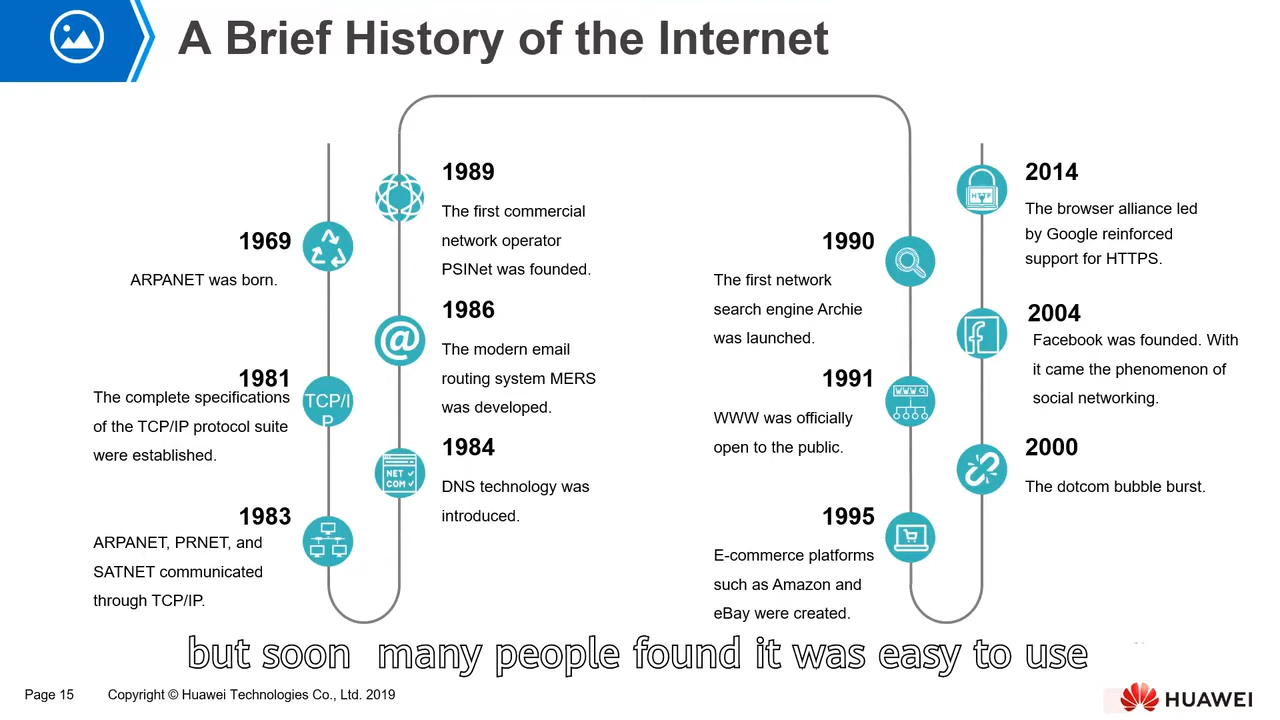 A Brief History of the Internet
1969
ARPANET was born.
1981
The complete specifications
of the TCP/IP protocol suite
were established.
TCP/I
P
1983
ARPANET, PRNET, and
SATNET communicated
through TCP/IP.
1984
DNS technology was
introduced.
NET
COM
1986
The modern email
routing system MERS
was developed.
@
1989
The first commercial
network operator
PSINet was founded.
1990
The first network
search engine Archie
was launched.
1991
WWW was officially
open to the public.
WWW
1995
E-commerce platforms
such as Amazon and
eBay were created.
2000
The dotcom bubble burst.
2004
Facebook was founded. With
it came the phenomenon of
social networking.
f
2014
The browser alliance led
by Google reinforced
support for HTTPS.
HTTP
but soon many people found it was easy to use
Page 15
Copyright © Huawei Technologies Co., Ltd. 2019
HUAWEI